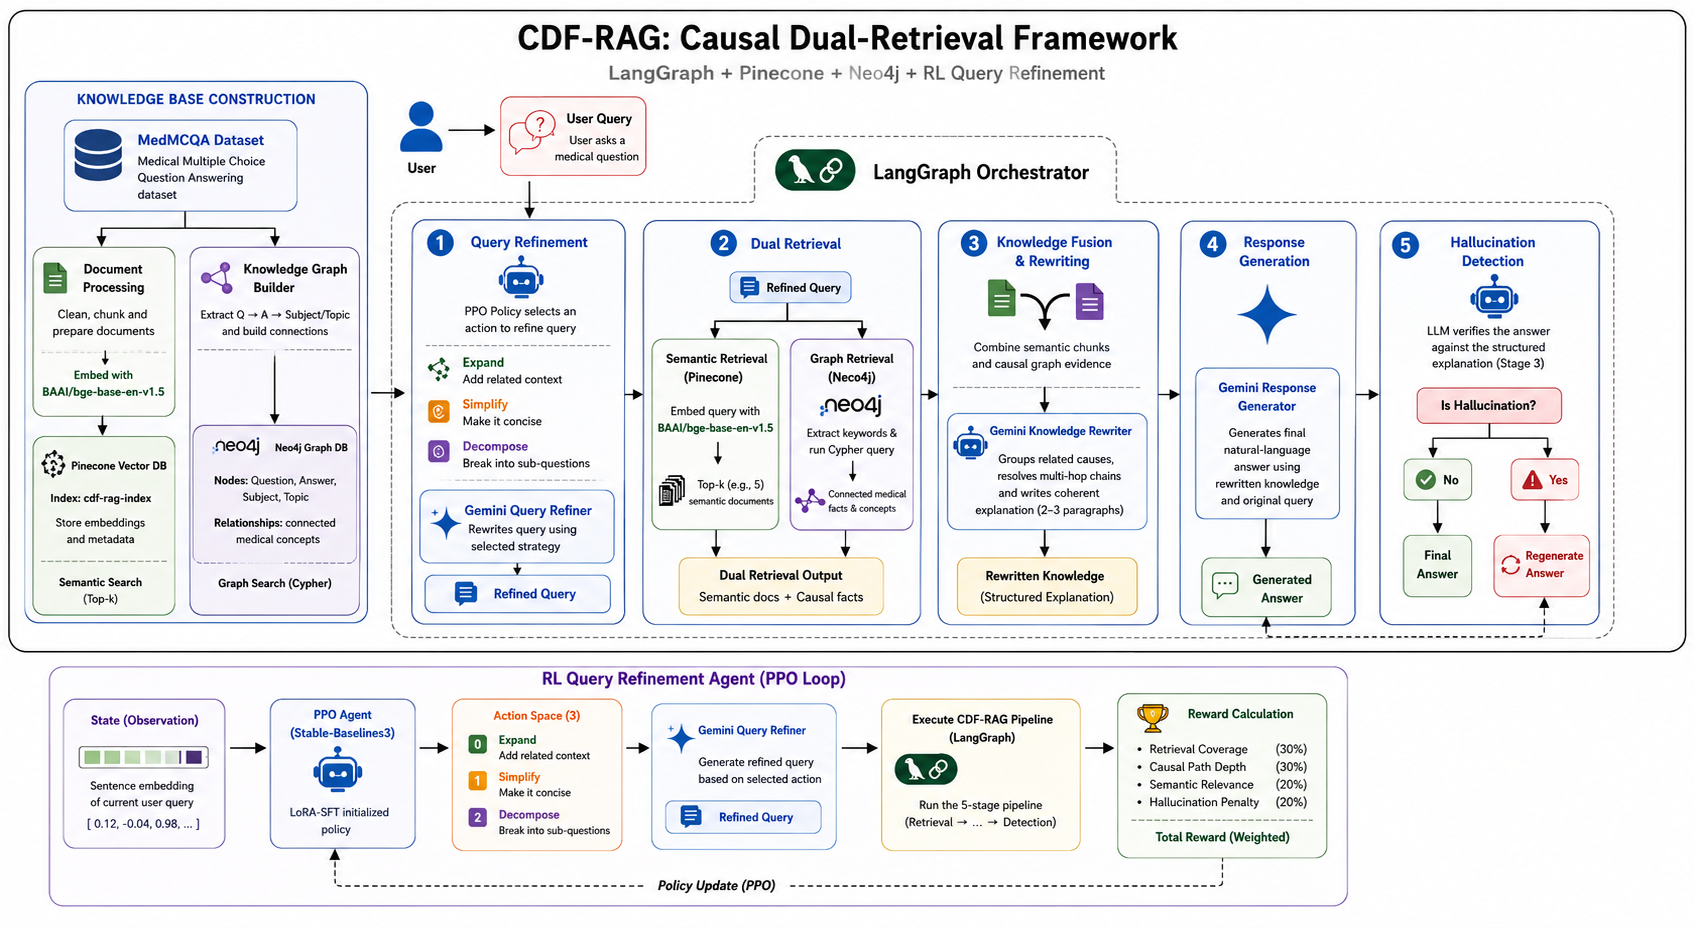 CDF-RAG: Causal Dual-Retrieval Framework
LangGraph + Pinecone + Neo4j + RL Query Refinement
KNOWLEDGE BASE CONSTRUCTION
MedMCQA Dataset
Medical Multiple Choice
Question Answering
dataset
Document
Processing
Clean, chunk and
prepare documents
Embed with
BAAI/bge-base-en-v1.5
Pinecone Vector DB
Index: cdf-rag-index
Store embeddings
and metadata
Semantic Search
(Top-k)
Knowledge Graph
Builder
Extract Q → A → Subject/Topic
and build connections
neo4j
Neo4j Graph DB
Nodes: Question, Answer,
Subject, Topic
Relationships: connected
medical concepts
Graph Search (Cypher)
User
?
User Query
User asks a
medical question
LangGraph Orchestrator
1
Query Refinement
PPO Policy selects an
action to refine query
Expand
Add related context
Simplify
Make it concise
Decompose
Break into sub-questions
Gemini Query Refiner
Rewrites query using
selected strategy
Refined Query
2
Dual Retrieval
Refined Query
Semantic Retrieval
(Pinecone)
Embed query with
BAAI/bge-base-en-v1.5
Top-k (e.g., 5)
semantic documents
Graph Retrieval
(Neco4j)
neo4j
Extract keywords &
run Cypher query
Connected medical
facts & concepts
Dual Retrieval Output
Semantic docs + Causal facts
3
Knowledge Fusion
& Rewriting
Combine semantic chunks
and causal graph evidence
Gemini Knowledge Rewriter
Groups related causes,
resolves multi-hop chains
and writes coherent
explanation (2–3 paragraphs)
Rewritten Knowledge
(Structured Explanation)
4
Response
Generation
Gemini Response
Generator
Generates final
natural-language
answer using
rewritten knowledge
and original query
Generated
Answer
5
Hallucination
Detection
LLM verifies the answer
against the structured
explanation (Stage 3)
Is Hallucination?
No
Yes
Final
Answer
Regenerate
Answer
RL Query Refinement Agent (PPO Loop)
State (Observation)
Sentence embedding
of current user query
[ 0.12, -0.04, 0.98, ... ]
PPO Agent
(Stable-Baselines3)
LoRA-SFT initialized
policy
Action Space (3)
0
Expand
Add related context
1
Simplify
Make it concise
2
Decompose
Break into sub-questions
Gemini Query Refiner
Generate refined query
based on selected action
Refined Query
Execute CDF-RAG Pipeline
(LangGraph)
Run the 5-stage pipeline
(Retrieval → ... → Detection)
Reward Calculation
• Retrieval Coverage (30%)
• Causal Path Depth (30%)
• Semantic Relevance (20%)
• Hallucination Penalty (20%)
Total Reward (Weighted)
Policy Update (PPO)